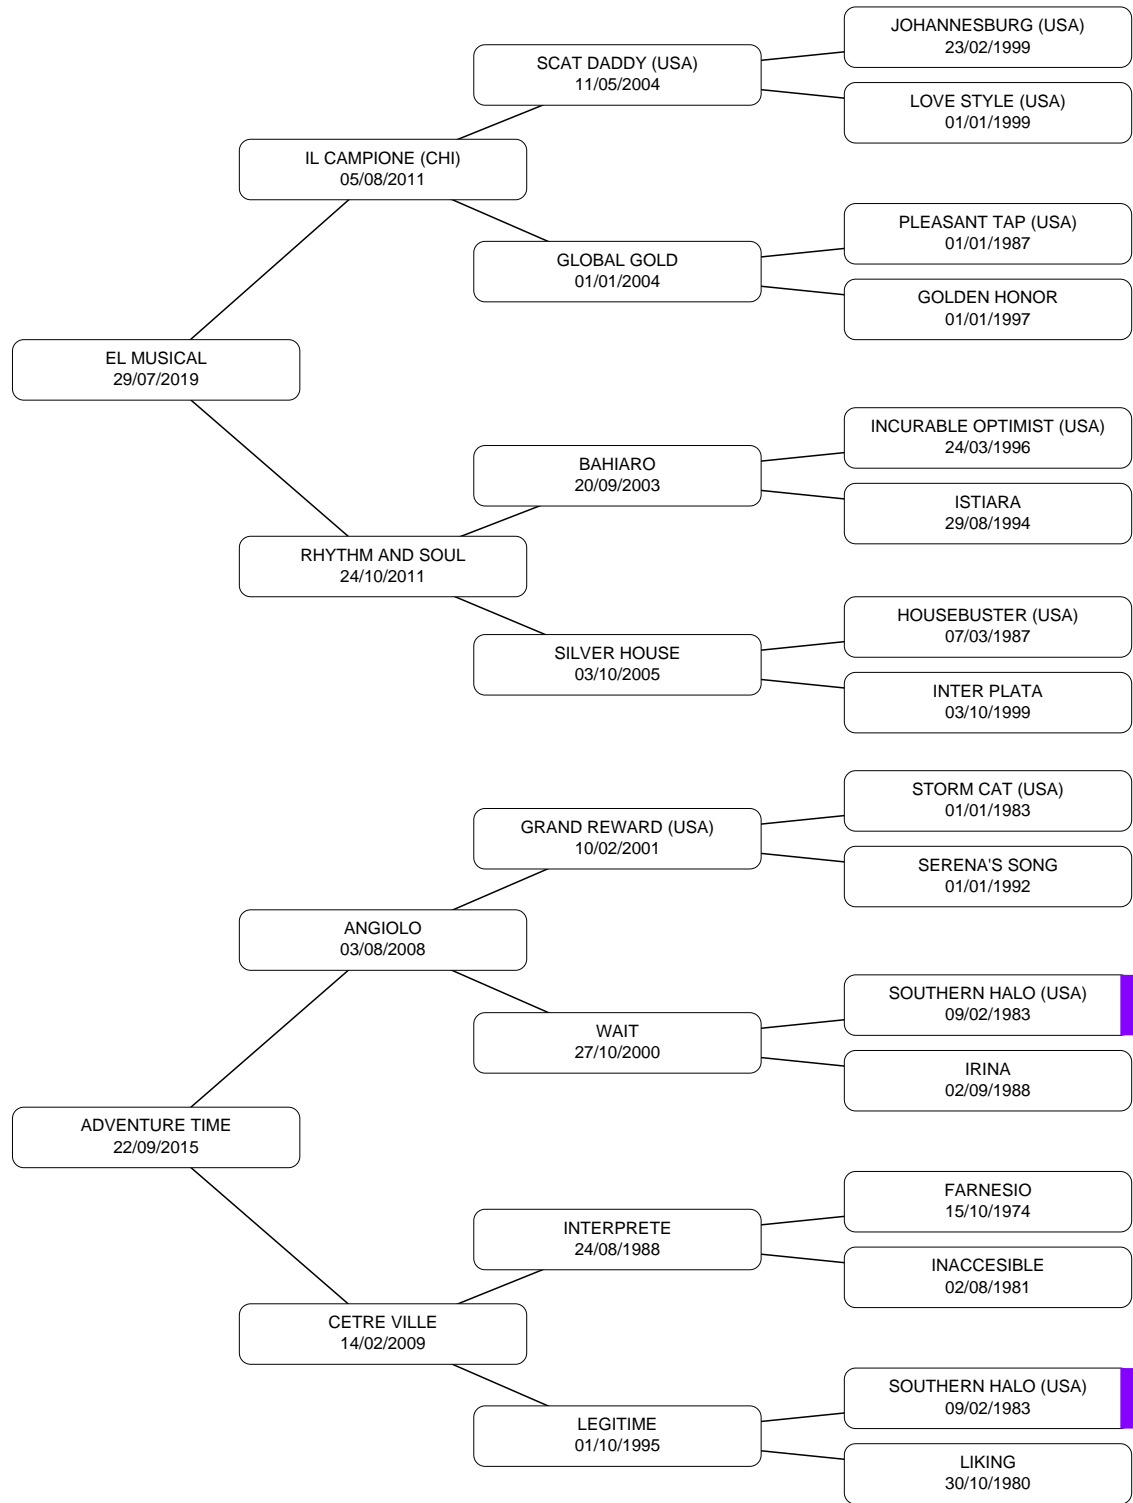 JOHANNESBURG (USA)
23/02/1999
SCAT DADDY (USA)
11/05/2004
LOVE STYLE (USA)
01/01/1999
IL CAMPIONE (CHI)
05/08/2011
PLEASANT TAP (USA)
01/01/1987
GLOBAL GOLD
01/01/2004
GOLDEN HONOR
01/01/1997
EL MUSICAL
29/07/2019
INCURABLE OPTIMIST (USA)
24/03/1996
BAHIARO
20/09/2003
ISTIARA
29/08/1994
RHYTHM AND SOUL
24/10/2011
HOUSEBUSTER (USA)
07/03/1987
SILVER HOUSE
03/10/2005
INTER PLATA
03/10/1999
STORM CAT (USA)
01/01/1983
GRAND REWARD (USA)
10/02/2001
SERENA'S SONG
01/01/1992
ANGIOLO
03/08/2008
SOUTHERN HALO (USA)
09/02/1983
WAIT
27/10/2000
IRINA
02/09/1988
ADVENTURE TIME
22/09/2015
FARNESIO
15/10/1974
INTERPRETE
24/08/1988
INACCESIBLE
02/08/1981
CETRE VILLE
14/02/2009
SOUTHERN HALO (USA)
09/02/1983
LEGITIME
01/10/1995
LIKING
30/10/1980